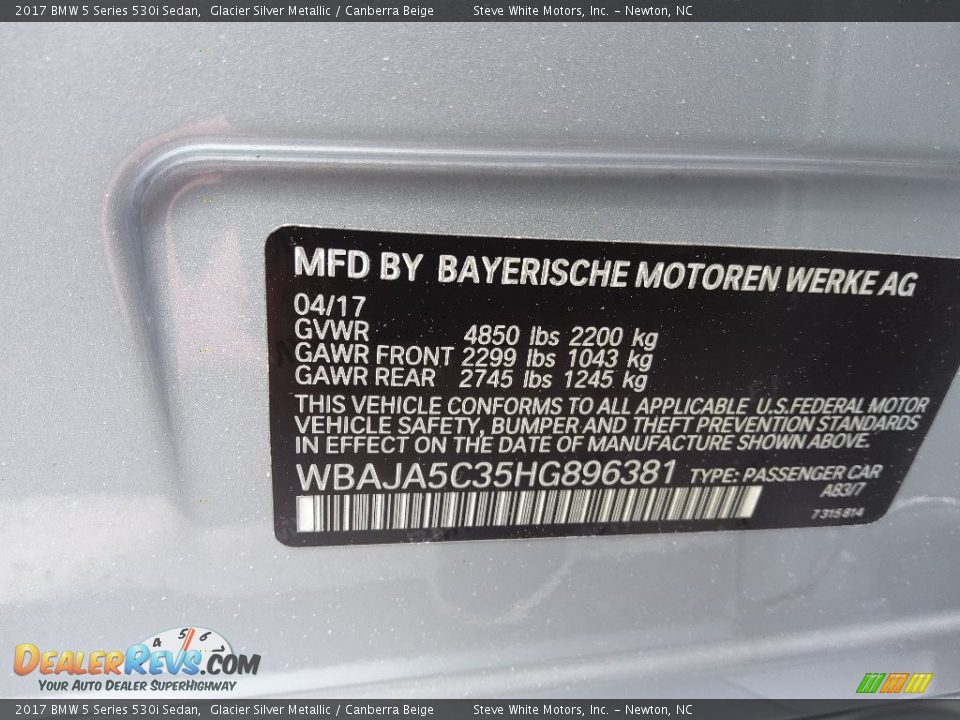 2017 BMW 5 Series 530i Sedan, Glacier Silver Metallic / Canberra Beige Steve White Motors, Inc. - Newton, NC
MFD BY BAYERISCHE MOTOREN WERKE AG
04/17
GVWR 4850 lbs 2200 kg
GAWR FRONT 2299 lbs 1043 kg
GAWR REAR 2745 lbs 1245 kg
THIS VEHICLE CONFORMS TO ALL APPLICABLE U.S.FEDERAL MOTOR
VEHICLE SAFETY, BUMPER AND THEFT PREVENTION STANDARDS
IN EFFECT ON THE DATE OF MANUFACTURE SHOWN ABOVE.
WBAJA5C35HG896381 TYPE: PASSENGER CAR
A83/7
7 315 814
4 5 6
DEALERREVS.COM
YOUR AUTO DEALER SUPERHIGHWAY
2017 BMW 5 Series 530i Sedan, Glacier Silver Metallic / Canberra Beige Steve White Motors, Inc. - Newton, NC